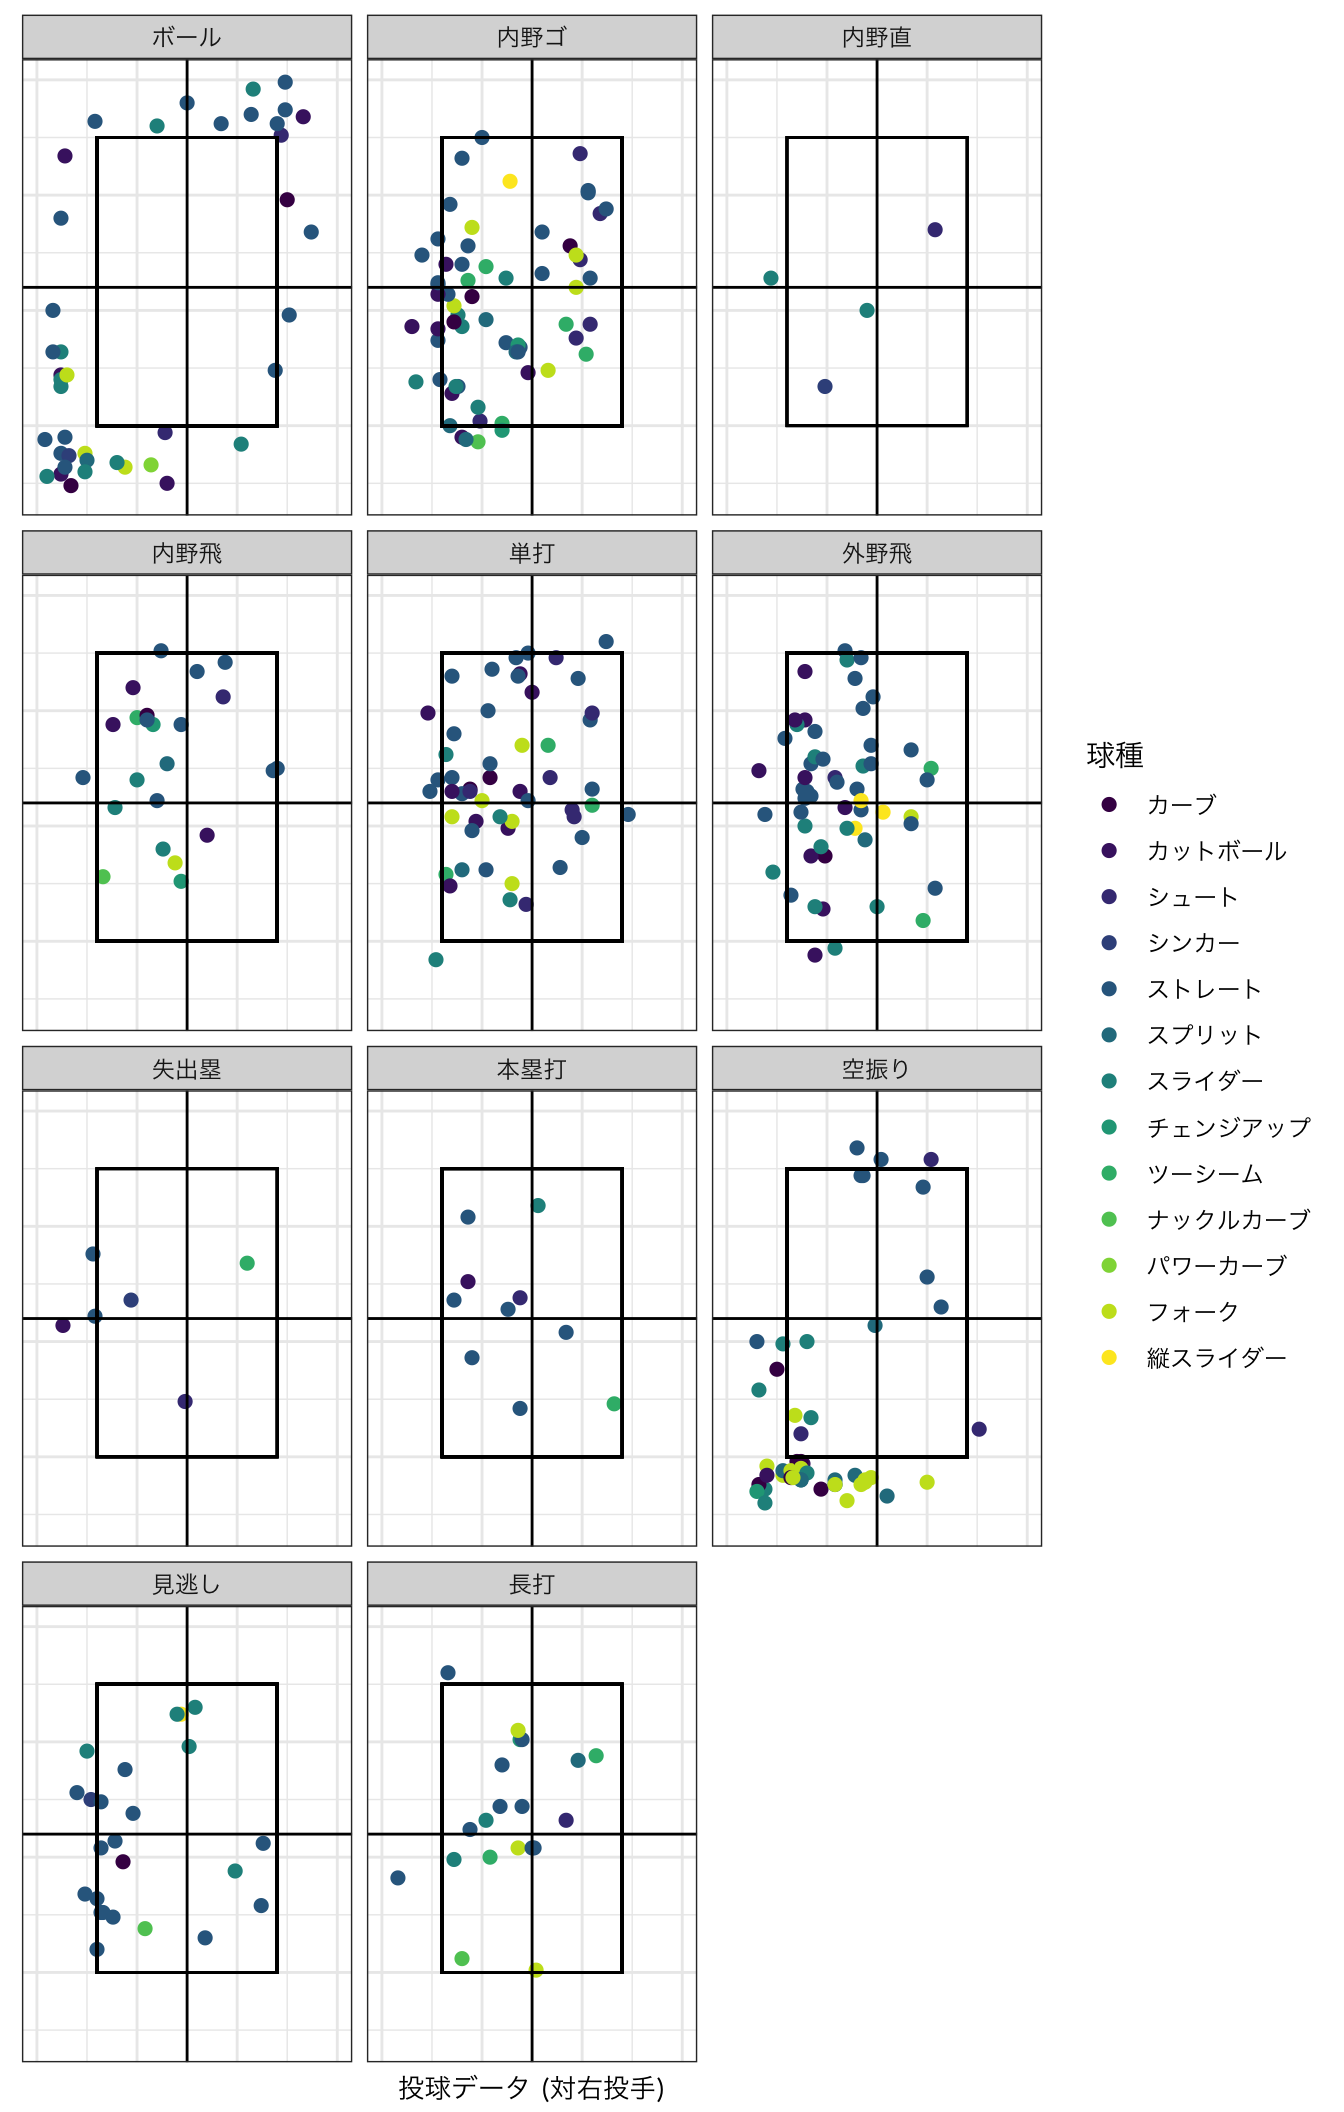 ボール
内野ゴ
内野直
内野飛
単打
外野飛
失出塁
本塁打
空振り
見逃し
長打
球種
カーブ
カットボール
シュート
シンカー
ストレート
スプリット
スライダー
チェンジアップ
ツーシーム
ナックルカーブ
パワーカーブ
フォーク
縦スライダー
投球データ (対右投手)